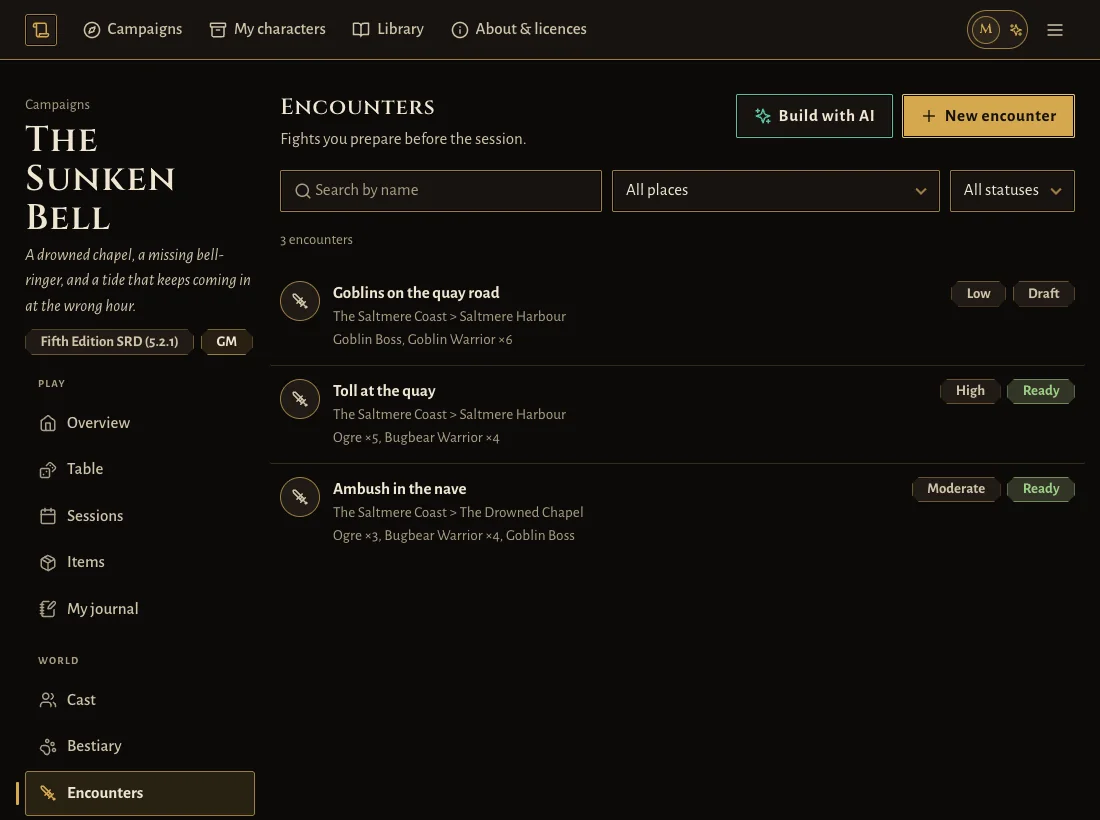 Campaigns
My characters
Library
About & licences
M
Campaigns
The Sunken Bell
A drowned chapel, a missing bell-
ringer, and a tide that keeps coming in
at the wrong hour.
Fifth Edition SRD (5.2.1)
GM
PLAY
Overview
Table
Sessions
Items
My journal
WORLD
Cast
Bestiary
Encounters
Encounters
Fights you prepare before the session.
Build with AI
New encounter
Search by name
All places
All statuses
3 encounters
Goblins on the quay road
The Saltmere Coast > Saltmere Harbour
Goblin Boss, Goblin Warrior ×6
Low
Draft
Toll at the quay
The Saltmere Coast > Saltmere Harbour
Ogre ×5, Bugbear Warrior ×4
High
Ready
Ambush in the nave
The Saltmere Coast > The Drowned Chapel
Ogre ×3, Bugbear Warrior ×4, Goblin Boss
Moderate
Ready